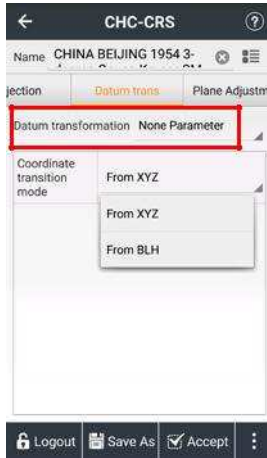 CHC-CRS
Name CHINA BEIJING 1954 3-
jection Datum trans Plane Adjustm
Datum transformation None Parameter
Coordinate
transition
mode
From XYZ
From XYZ
From BLH
Logout Save As Accept